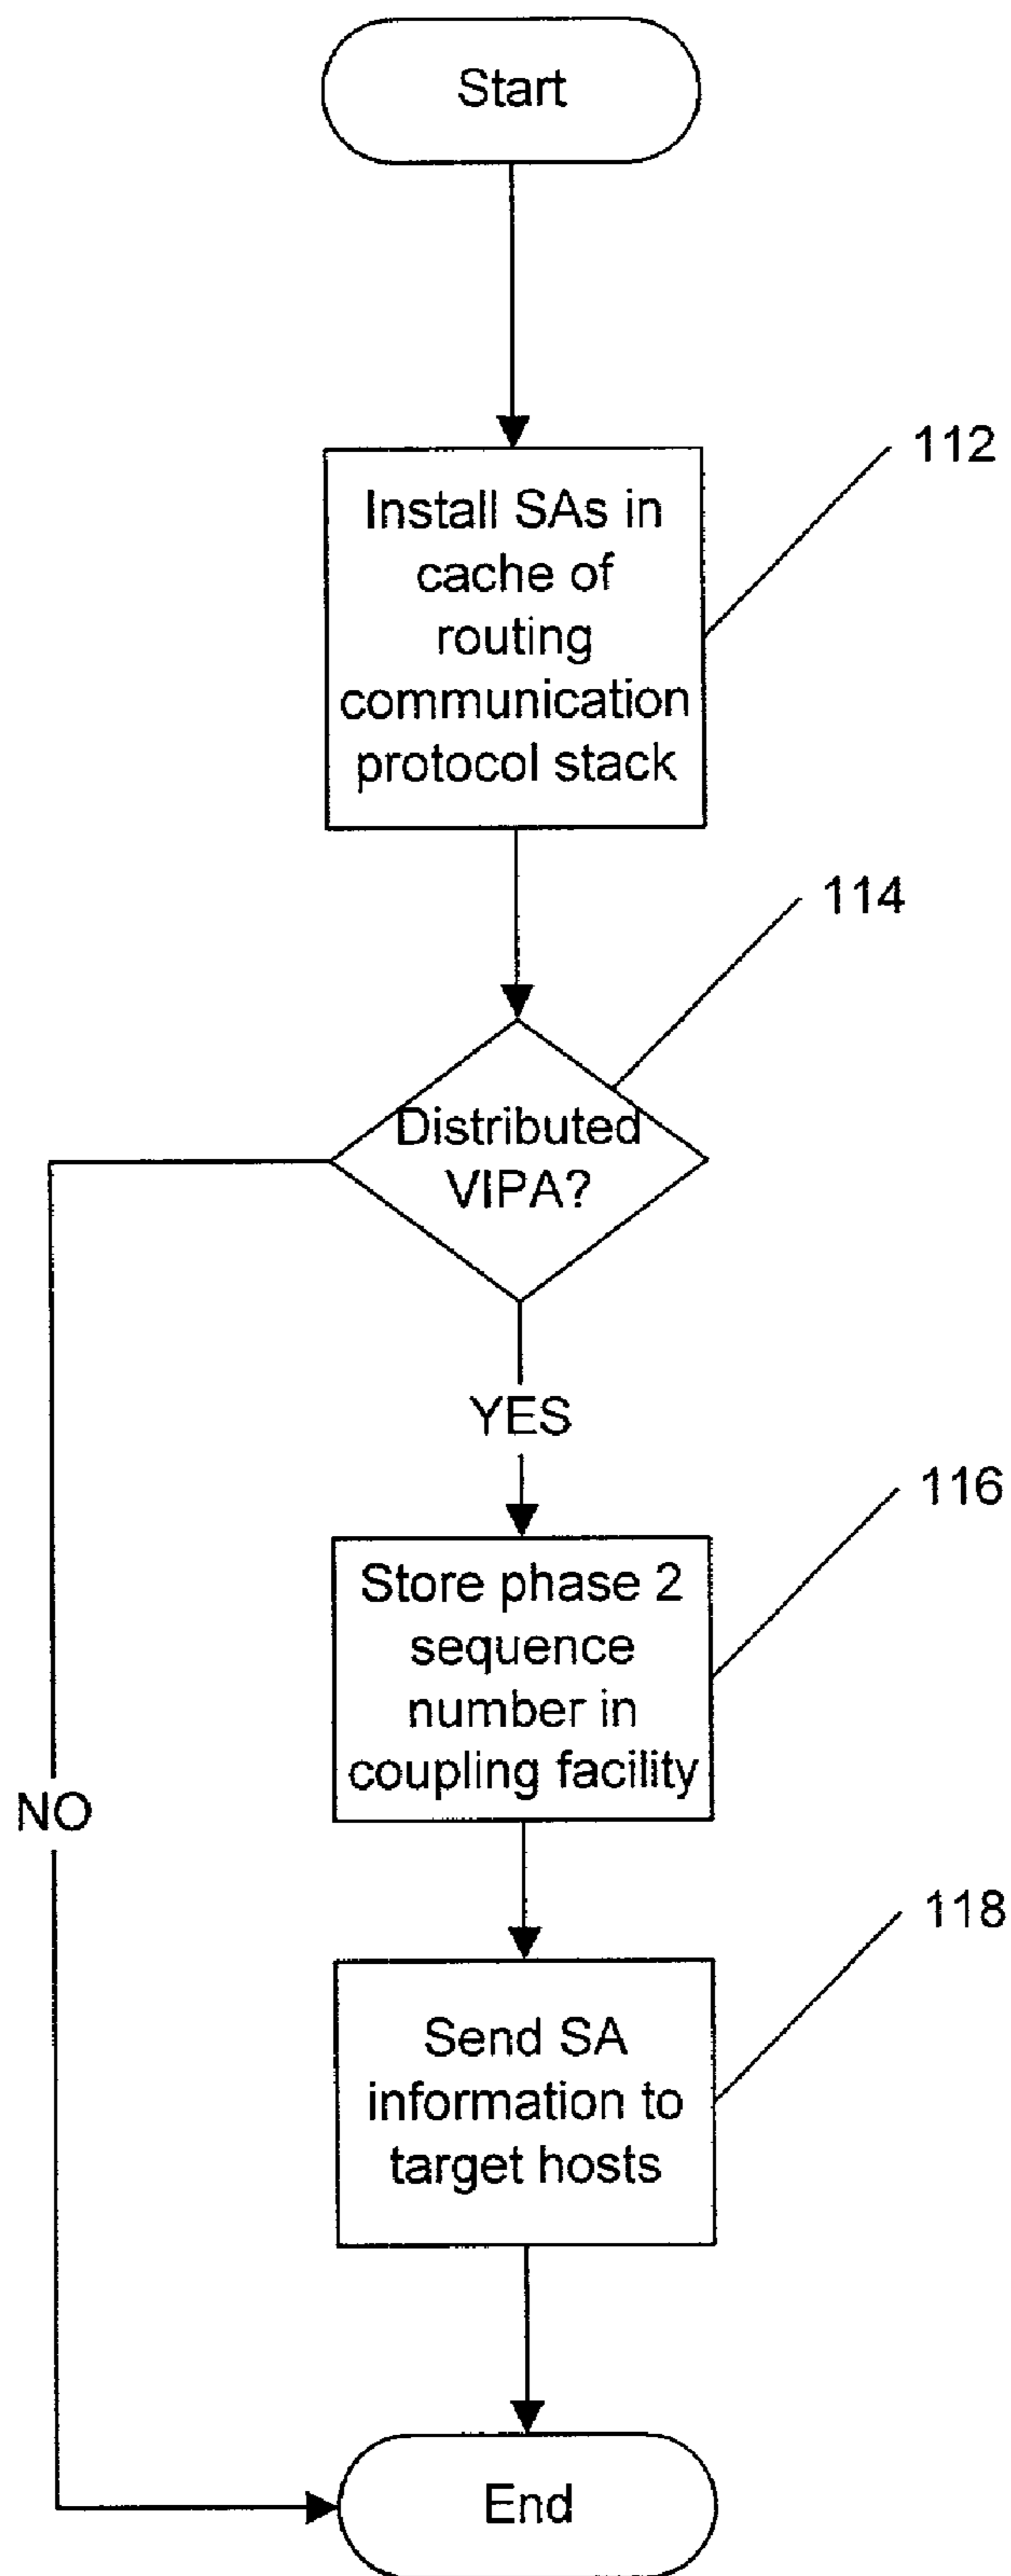 Start
112
Install SAs in
cache of
routing
communication
protocol stack
114
Distributed
VIPA?
YES
116
Store phase 2
sequence
number in
coupling facility
NO
118
Send SA
information to
target hosts
End